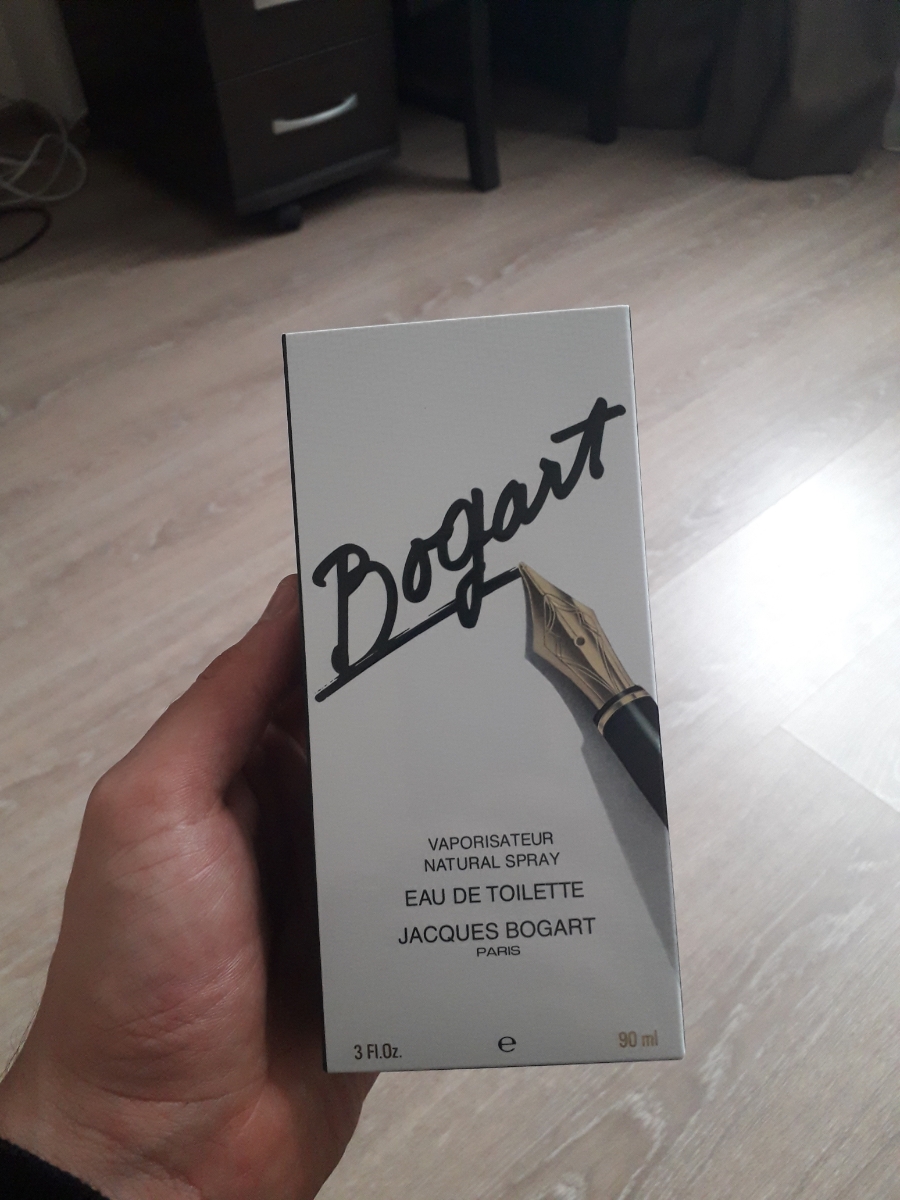 Bogart
VAPORISATEUR
NATURAL SPRAY
EAU DE TOILETTE
JACQUES BOGART
PARIS
3 Fl.Oz. ℮ 90 ml